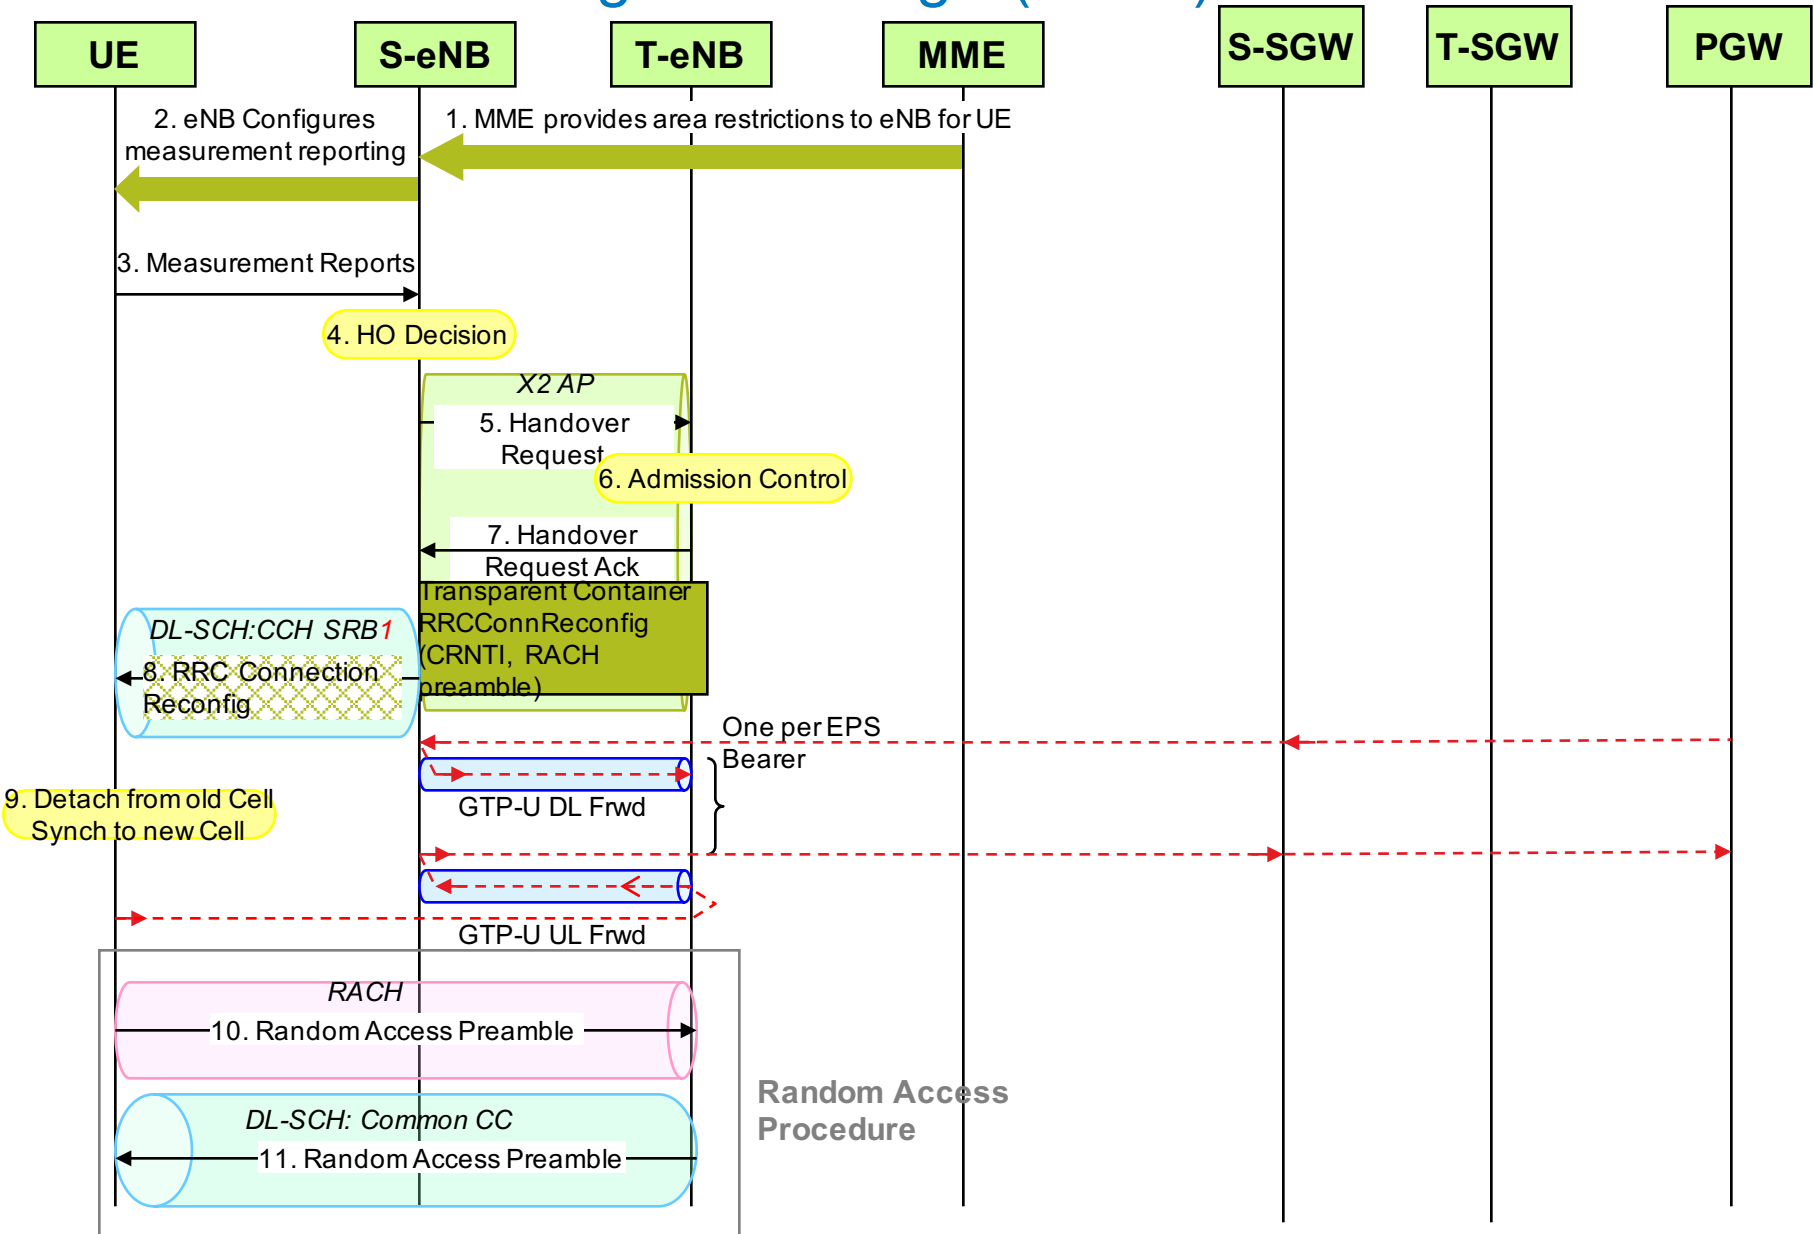 UE
S-eNB
T-eNB
MME
S-SGW
T-SGW
PGW
2. eNB Configures
measurement reporting
1. MME provides area restrictions to eNB for UE
3. Measurement Reports
4. HO Decision
X2 AP
5. Handover
Request
6. Admission Control
7. Handover
Request Ack
Transparent Container
RRCConnReconfig
(CRNTI, RACH
preamble)
DL-SCH:CCH SRB1
8. RRC Connection
Reconfig
One per EPS
Bearer
GTP-U DL Frwd
9. Detach from old Cell
Synch to new Cell
GTP-U UL Frwd
RACH
10. Random Access Preamble
Random Access
Procedure
DL-SCH: Common CC
11. Random Access Preamble